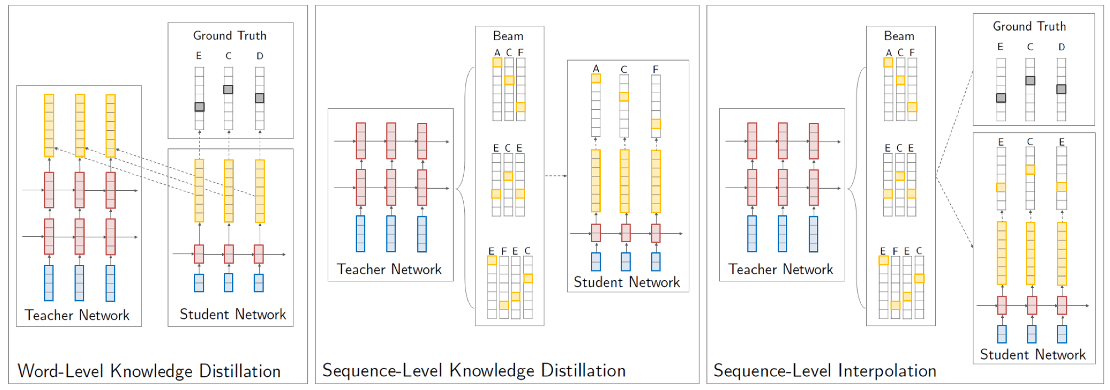 Ground Truth
E C D
Teacher Network
Student Network
Word-Level Knowledge Distillation
Beam
A C F
E C E
E F E C
Teacher Network
A C F
Student Network
Sequence-Level Knowledge Distillation
Beam
A C F
E C E
E F E C
Teacher Network
Ground Truth
E C D
E C E
Student Network
Sequence-Level Interpolation